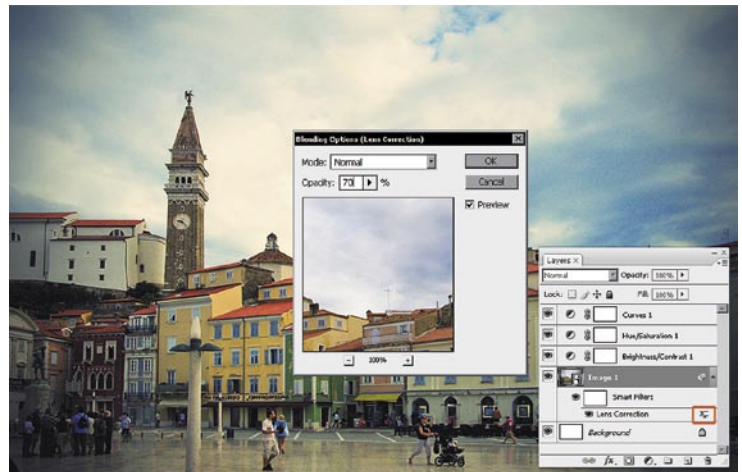 Blending Options (Lens Correction)
Mode: Normal
OK
Opacity: 70 %
Cancel
Preview
100%
Layers ×
Normal
Opacity: 100%
Lock:
Fill: 100%
Curves 1
Hue/Saturation 1
Brightness/Contrast 1
Image 1
Smart Filters
Lens Correction
Background
fx